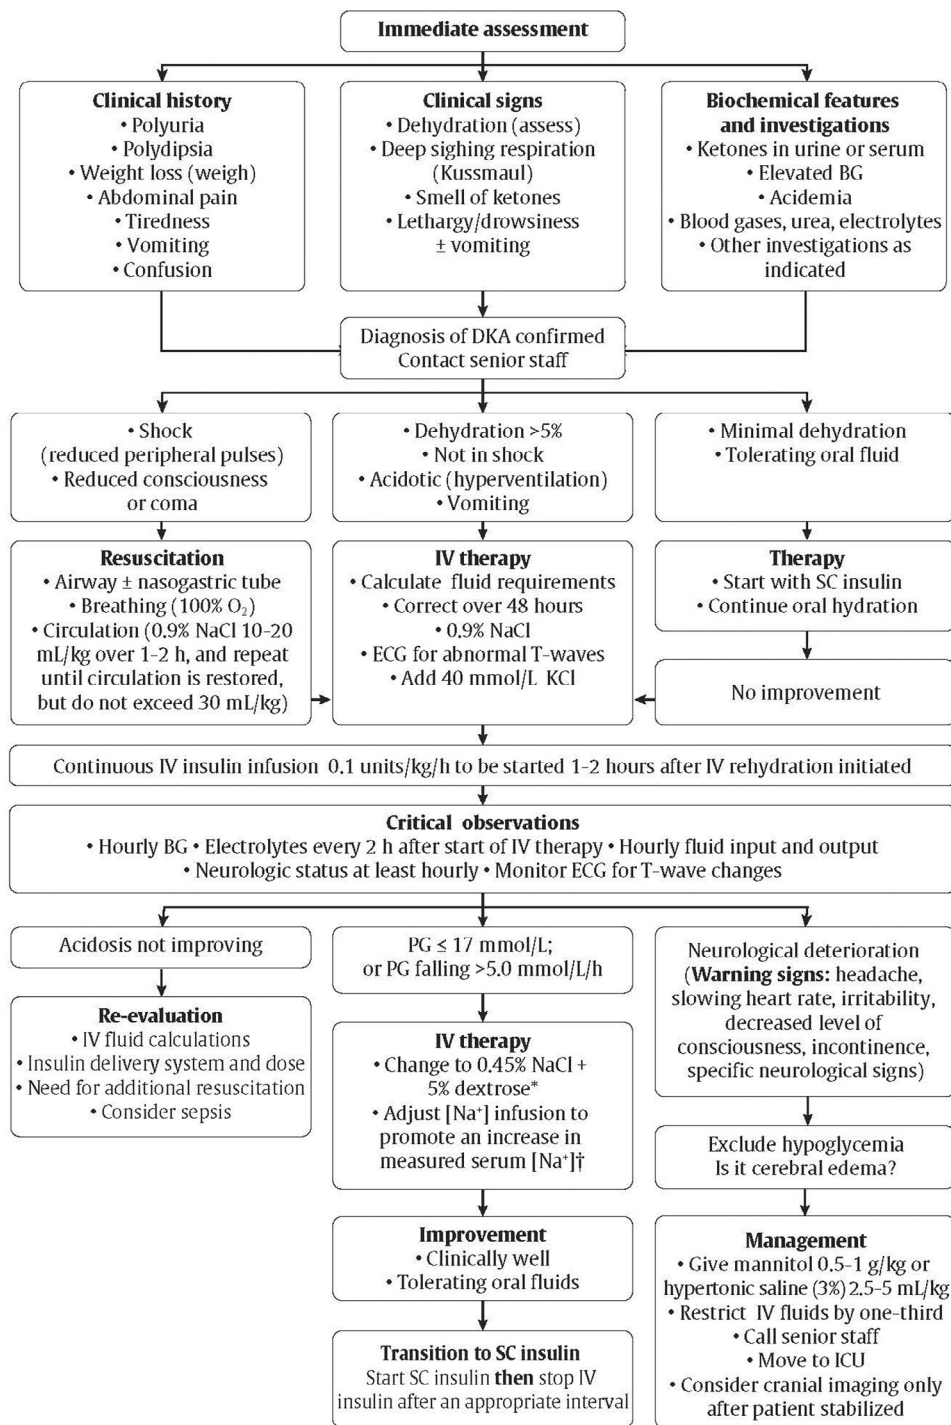 Immediate assessment
Clinical history
• Polyuria
• Polydipsia
• Weight loss (weigh)
• Abdominal pain
• Tiredness
• Vomiting
• Confusion
Clinical signs
• Dehydration (assess)
• Deep sighing respiration
(Kussmaul)
• Smell of ketones
• Lethargy/drowsiness
± vomiting
Biochemical features
and investigations
• Ketones in urine or serum
• Elevated BG
• Acidemia
• Blood gases, urea, electrolytes
• Other investigations as
indicated
Diagnosis of DKA confirmed
Contact senior staff
• Shock
(reduced peripheral pulses)
• Reduced consciousness
or coma
• Dehydration >5%
• Not in shock
• Acidotic (hyperventilation)
• Vomiting
• Minimal dehydration
• Tolerating oral fluid
Resuscitation
• Airway ± nasogastric tube
• Breathing (100% O₂)
• Circulation (0.9% NaCl 10–20
mL/kg over 1–2 h, and repeat
until circulation is restored,
but do not exceed 30 mL/kg)
IV therapy
• Calculate fluid requirements
• Correct over 48 hours
• 0.9% NaCl
• ECG for abnormal T-waves
• Add 40 mmol/L KCl
Therapy
• Start with SC insulin
• Continue oral hydration
No improvement
Continuous IV insulin infusion 0.1 units/kg/h to be started 1–2 hours after IV rehydration initiated
Critical observations
• Hourly BG • Electrolytes every 2 h after start of IV therapy • Hourly fluid input and output
• Neurologic status at least hourly • Monitor ECG for T-wave changes
Acidosis not improving
Re-evaluation
• IV fluid calculations
• Insulin delivery system and dose
• Need for additional resuscitation
• Consider sepsis
PG ≤ 17 mmol/L;
or PG falling >5.0 mmol/L/h
IV therapy
• Change to 0.45% NaCl +
5% dextrose*
• Adjust [Na⁺] infusion to
promote an increase in
measured serum [Na⁺]†
Improvement
• Clinically well
• Tolerating oral fluids
Transition to SC insulin
Start SC insulin then stop IV
insulin after an appropriate interval
Neurological deterioration
(Warning signs: headache,
slowing heart rate, irritability,
decreased level of
consciousness, incontinence,
specific neurological signs)
Exclude hypoglycemia
Is it cerebral edema?
Management
• Give mannitol 0.5–1 g/kg or
hypertonic saline (3%) 2.5–5 mL/kg
• Restrict IV fluids by one-third
• Call senior staff
• Move to ICU
• Consider cranial imaging only
after patient stabilized